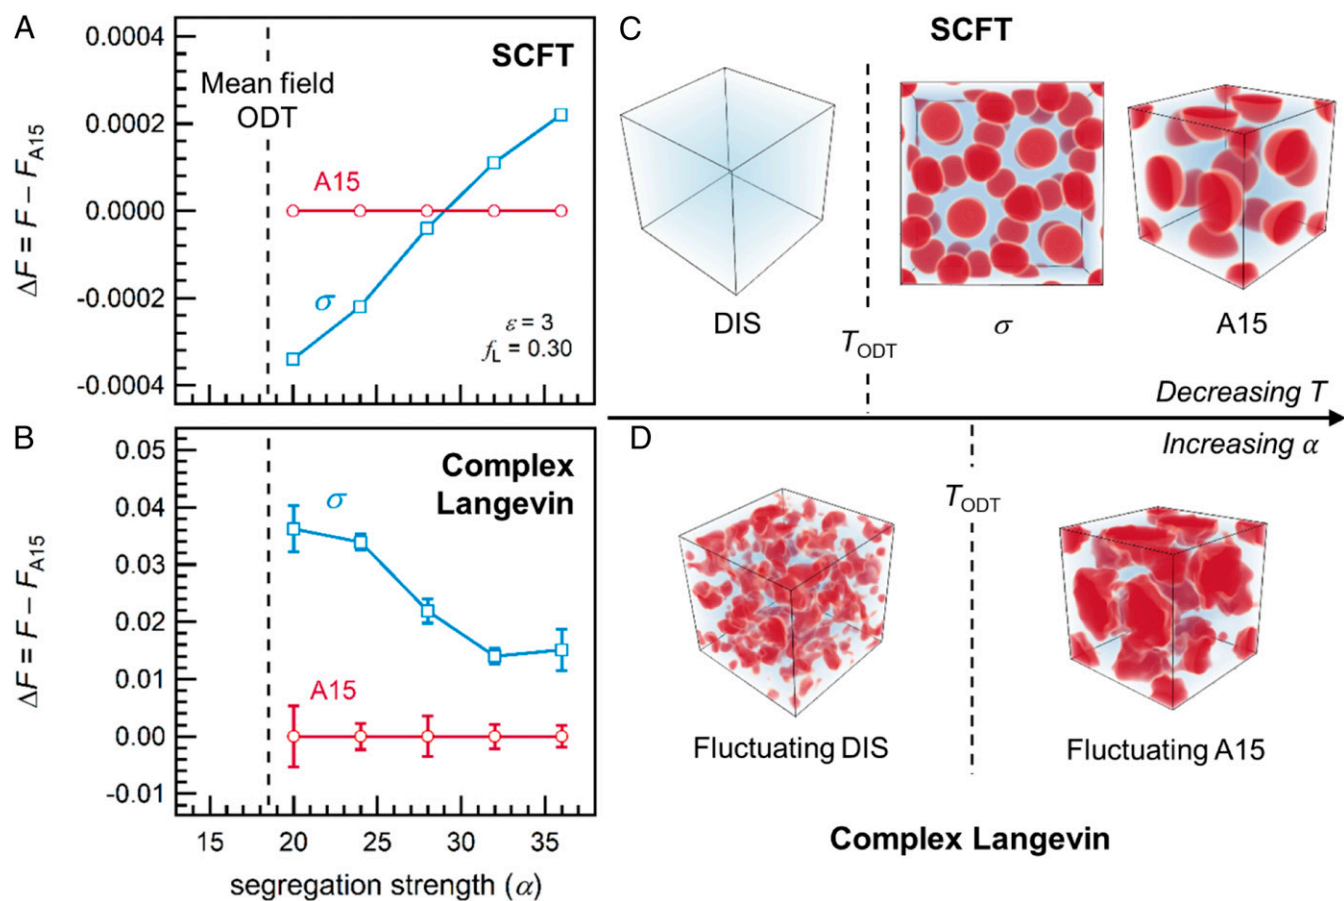 A
0.0004
0.0002
0.0000
-0.0002
-0.0004
ΔF = F – F_A15
Mean field
ODT
SCFT
A15
σ
ε = 3
f_L = 0.30
B
0.05
0.04
0.03
0.02
0.01
0.00
-0.01
ΔF = F – F_A15
Complex
Langevin
σ
A15
15 20 25 30 35
segregation strength (α)
C
SCFT
DIS
T_ODT
σ
A15
Decreasing T
Increasing α
D
T_ODT
Fluctuating DIS
Fluctuating A15
Complex Langevin